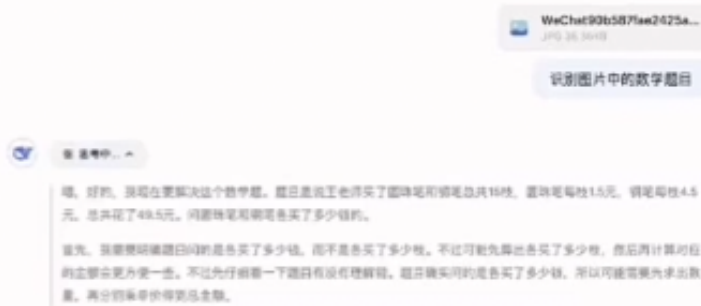 WeChat90b587fae2425a...
JPG
识别图片中的数学题目
思考中...
嗯，好的，我现在要解决这个数学题。题目是说王老师买了圆珠笔和钢笔总共15枝，圆珠笔每枝1.5元，钢笔每枝4.5
元。总共花了49.5元。问圆珠笔和钢笔各买了多少钱的。
首先，我需要明确题目问的是各买了多少钱，而不是各买了多少枝。不过可能先算出各买了多少枝，然后再计算对应
的金额会更方便一些。不过先仔细看一下题目有没有理解错。题目确实问的是各买了多少钱，所以可能需要先求出数
量，再分别乘单价得到总金额。